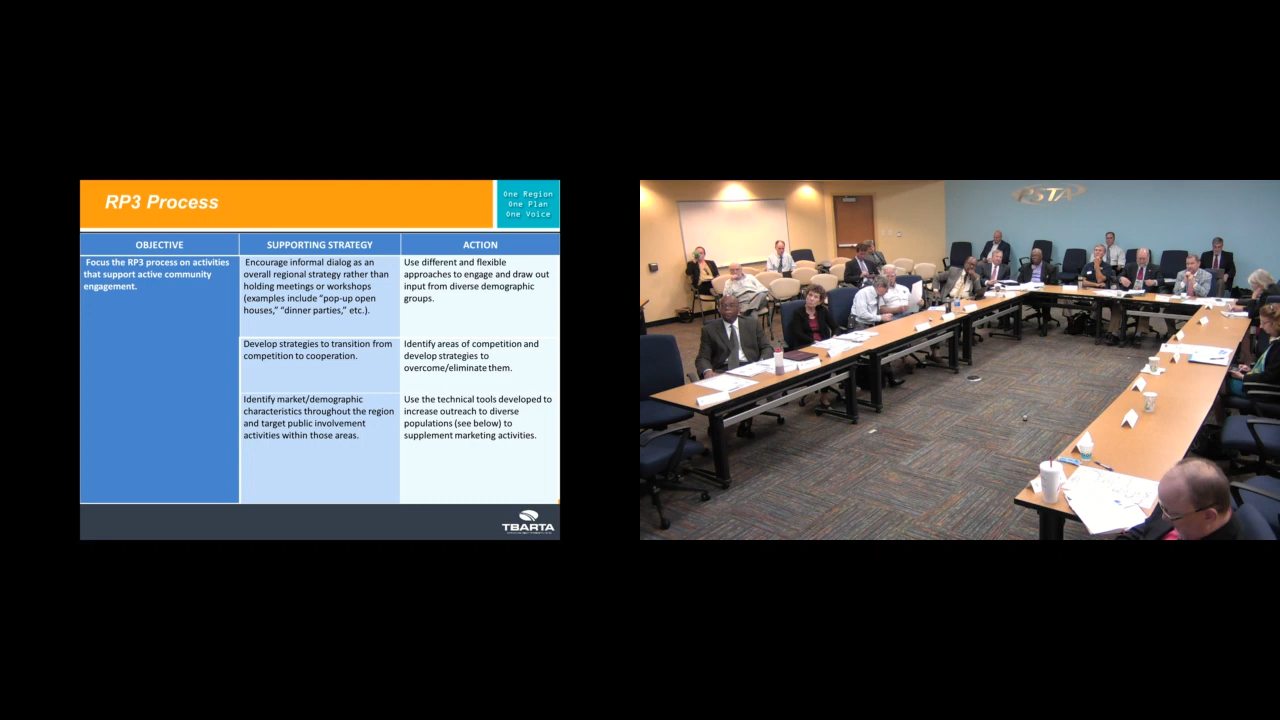 RP3 Process
One Region
One Plan
One Voice
OBJECTIVE
SUPPORTING STRATEGY
ACTION
Focus the RP3 process on activities
that support active community
engagement.
Encourage informal dialog as an
overall regional strategy rather than
holding meetings or workshops
(examples include “pop-up open
houses,” “dinner parties,” etc.).
Use different and flexible
approaches to engage and draw out
input from diverse demographic
groups.
Develop strategies to transition from
competition to cooperation.
Identify areas of competition and
develop strategies to
overcome/eliminate them.
Identify market/demographic
characteristics throughout the region
and target public involvement
activities within those areas.
Use the technical tools developed to
increase outreach to diverse
populations (see below) to
supplement marketing activities.
TBARTA
PSTA